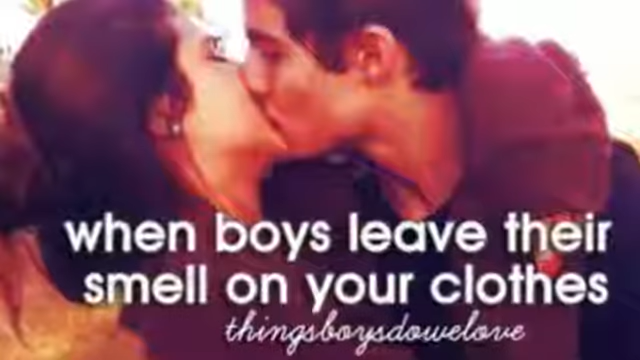 when boys leave their
smell on your clothes
thingsboysdowelove